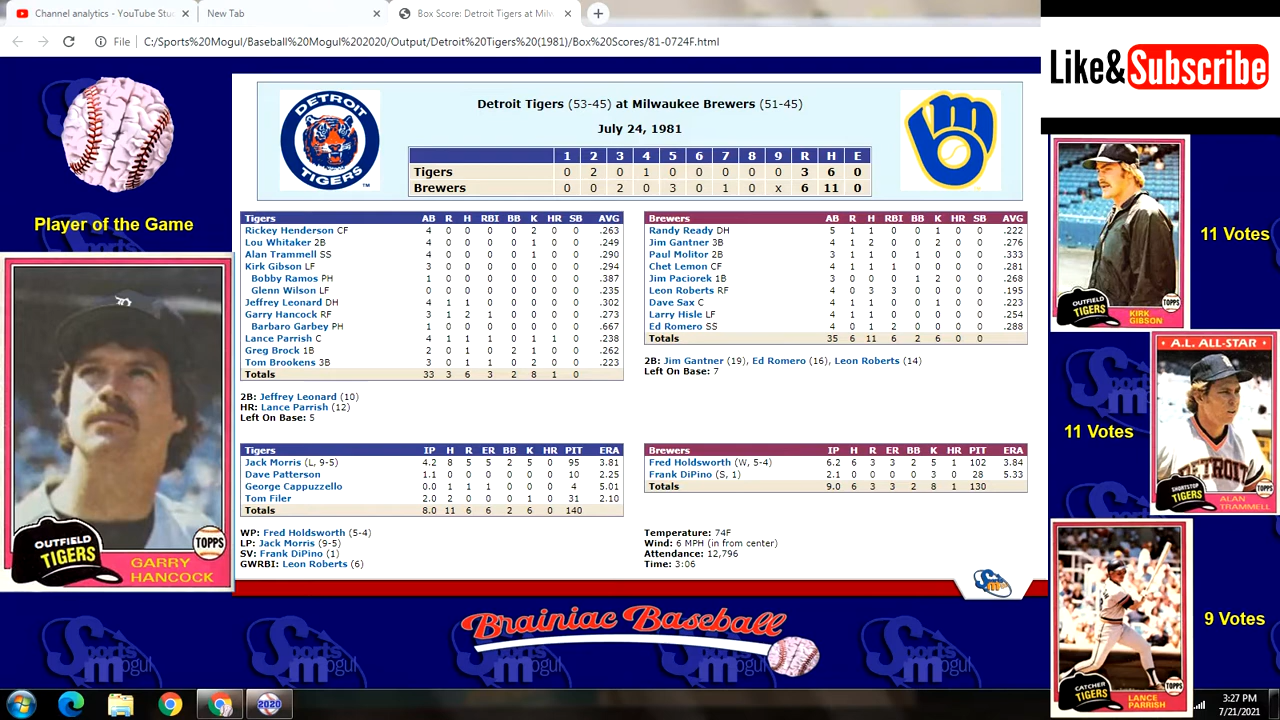 Channel analytics - YouTube Stu
New Tab
Box Score: Detroit Tigers at Milw
File
C:/Sports%20Mogul/Baseball%20Mogul%202020/Output/Detroit%20Tigers%20(1981)/Box%20Scores/81-0724F.html
Like& Subscribe
Detroit Tigers (53-45) at Milwaukee Brewers (51-45)
July 24, 1981
DETROIT TIGERS
1 2 3 4 5 6 7 8 9 R H E
Tigers 0 2 0 1 0 0 0 0 0 3 6 0
Brewers 0 0 2 0 3 0 1 0 x 6 11 0
Player of the Game
OUTFIELD
TIGERS
TOPPS
GARRY
HANCOCK
Tigers AB R H RBI BB K HR SB AVG
Rickey Henderson CF 4 0 0 0 0 2 0 0 .263
Lou Whitaker 2B 4 0 0 0 0 1 0 0 .249
Alan Trammell SS 4 0 0 0 0 1 0 0 .290
Kirk Gibson LF 3 0 0 0 0 0 0 0 .294
Bobby Ramos PH 1 0 0 0 0 0 0 0 .387
Glenn Wilson LF 0 0 0 0 0 0 0 0 .235
Jeffrey Leonard DH 4 1 1 0 0 0 0 0 .302
Garry Hancock RF 3 1 2 1 0 0 0 0 .273
Barbaro Garbey PH 1 0 0 0 0 0 0 0 .667
Lance Parrish C 4 1 1 1 0 1 1 0 .238
Greg Brock 1B 2 0 1 0 2 1 0 0 .262
Tom Brookens 3B 3 0 1 1 0 2 0 0 .223
Totals 33 3 6 3 2 8 1 0
2B: Jeffrey Leonard (10)
HR: Lance Parrish (12)
Left On Base: 5
Brewers AB R H RBI BB K HR SB AVG
Randy Ready DH 5 1 1 0 0 1 0 0 .222
Jim Gantner 3B 4 1 2 0 0 0 0 0 .276
Paul Molitor 2B 3 1 1 0 1 0 0 0 .333
Chet Lemon CF 4 1 1 1 0 0 0 0 .281
Jim Paciorek 1B 3 0 0 0 1 2 0 0 .268
Leon Roberts RF 4 0 3 3 0 0 0 0 .195
Dave Sax C 4 1 1 0 0 1 0 0 .223
Larry Hisle LF 4 1 1 0 0 0 0 0 .254
Ed Romero SS 4 0 1 2 0 2 0 0 .288
Totals 35 6 11 6 2 6 0 0
2B: Jim Gantner (19), Ed Romero (16), Leon Roberts (14)
Left On Base: 7
Tigers IP H R ER BB K HR PIT ERA
Jack Morris (L, 9-5) 4.2 8 5 5 2 5 0 95 3.81
Dave Patterson 1.1 0 0 0 0 0 0 10 2.25
George Cappuzzello 0.0 1 1 1 0 0 0 4 5.01
Tom Filer 2.0 2 0 0 0 1 0 31 2.10
Totals 8.0 11 6 6 2 6 0 140
WP: Fred Holdsworth (5-4)
LP: Jack Morris (9-5)
SV: Frank DiPino (1)
GWRBI: Leon Roberts (6)
Brewers IP H R ER BB K HR PIT ERA
Fred Holdsworth (W, 5-4) 6.2 6 3 3 2 5 1 102 3.84
Frank DiPino (S, 1) 2.1 0 0 0 0 3 0 28 5.33
Totals 9.0 6 3 3 2 8 1 130
Temperature: 74F
Wind: 6 MPH (in from center)
Attendance: 12,796
Time: 3:06
OUTFIELD
TIGERS
TOPPS
KIRK
GIBSON
11 Votes
A.L. ALL-STAR
DETROIT
SHORTSTOP
TIGERS
TOPPS
ALAN
TRAMMELL
11 Votes
CATCHER
TIGERS
TOPPS
LANCE
PARRISH
9 Votes
Brainiac Baseball
Sports Mogul
Sports Mogul
Sports Mogul
Sports Mogul
2020
3:27 PM
7/21/2021